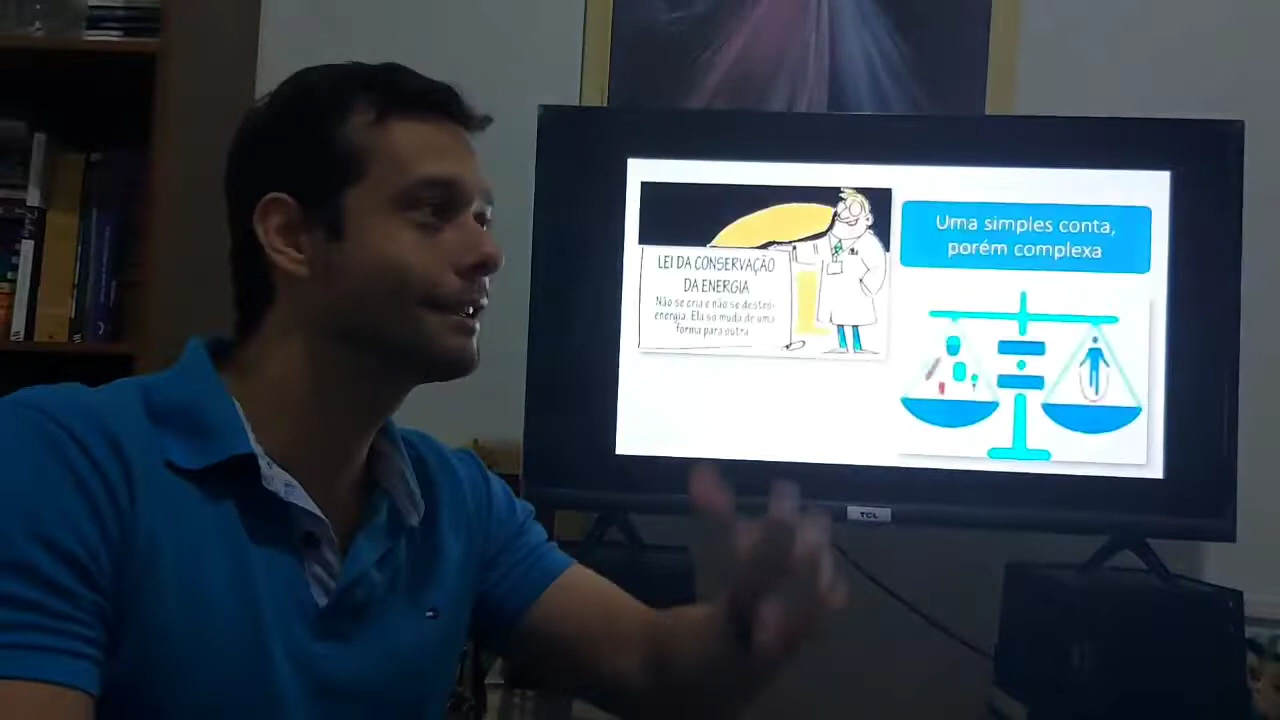 LEI DA CONSERVAÇÃO
DA ENERGIA
Não se cria e não se destrói
energia. Ela só muda de uma
forma para outra.
Uma simples conta,
porém complexa
TCL